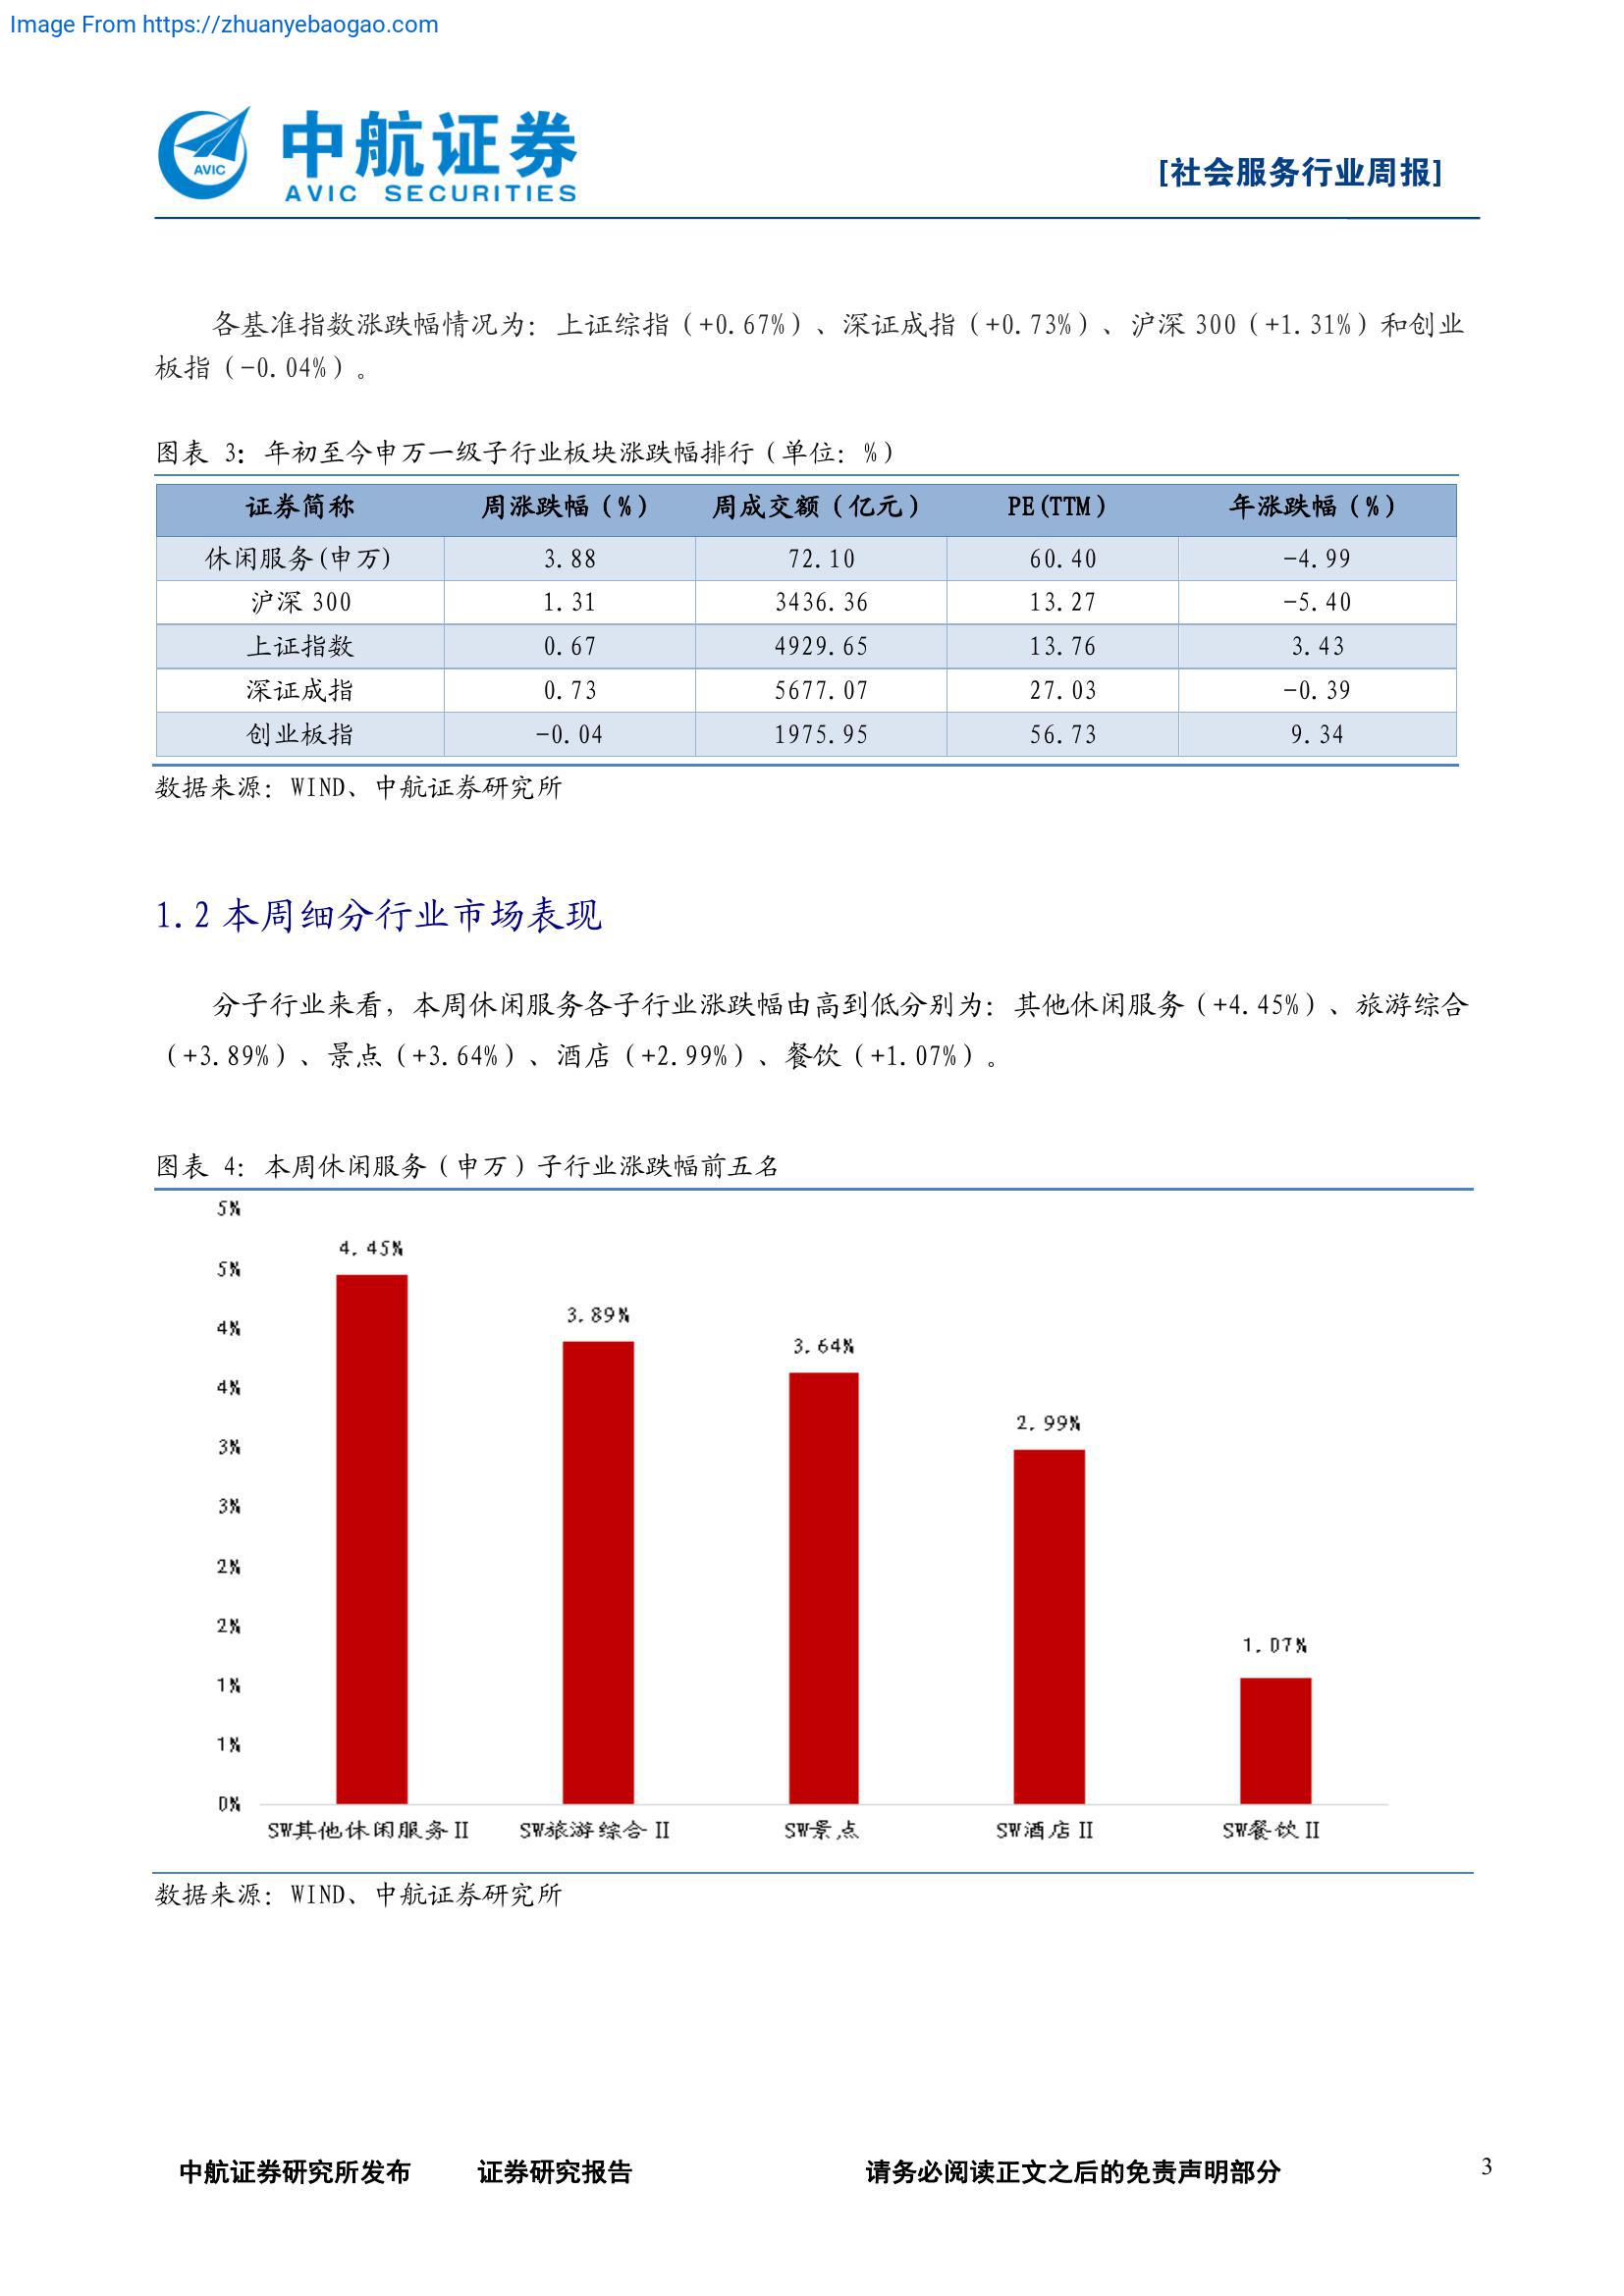 Image From https://zhuanyebaogao.com
AVIC
中航证券
AVIC SECURITIES
[社会服务行业周报]
各基准指数涨跌幅情况为：上证综指（+0.67%）、深证成指（+0.73%）、沪深 300（+1.31%）和创业
板指（-0.04%）。
图表 3：年初至今申万一级子行业板块涨跌幅排行（单位：%）
证券简称 周涨跌幅（%） 周成交额（亿元） PE(TTM) 年涨跌幅（%）
休闲服务(申万) 3.88 72.10 60.40 -4.99
沪深 300 1.31 3436.36 13.27 -5.40
上证指数 0.67 4929.65 13.76 3.43
深证成指 0.73 5677.07 27.03 -0.39
创业板指 -0.04 1975.95 56.73 9.34
数据来源：WIND、中航证券研究所
1.2 本周细分行业市场表现
分子行业来看，本周休闲服务各子行业涨跌幅由高到低分别为：其他休闲服务（+4.45%）、旅游综合
（+3.89%）、景点（+3.64%）、酒店（+2.99%）、餐饮（+1.07%）。
图表 4：本周休闲服务（申万）子行业涨跌幅前五名
5%
4.45%
5%
3.89%
4%
3.64%
4%
2.99%
3%
3%
2%
2%
1.07%
1%
1%
0%
SW其他休闲服务Ⅱ SW旅游综合Ⅱ SW景点 SW酒店Ⅱ SW餐饮Ⅱ
数据来源：WIND、中航证券研究所
中航证券研究所发布 证券研究报告 请务必阅读正文之后的免责声明部分 3